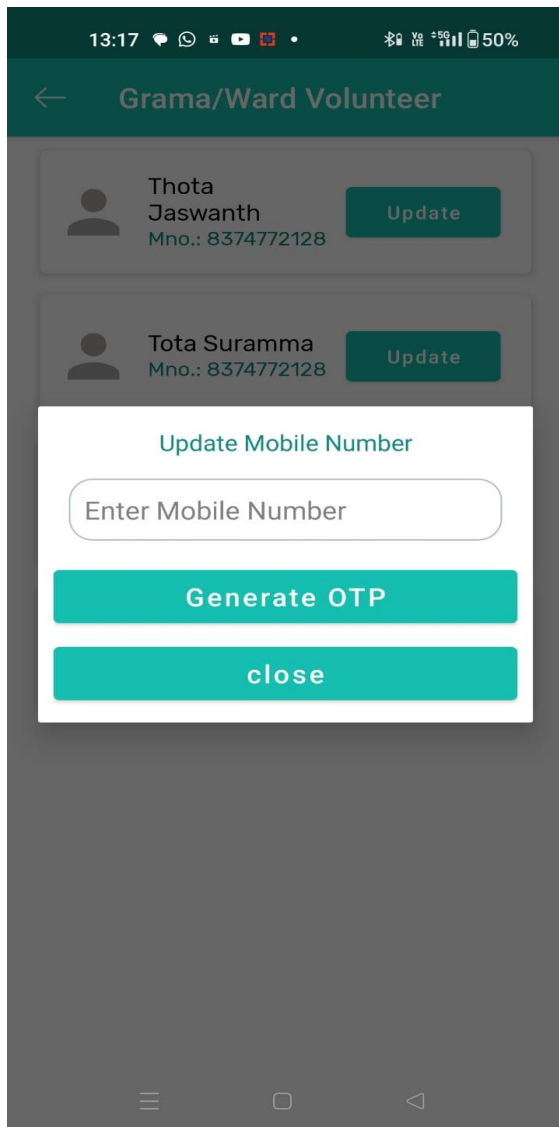 13:17 50%
Grama/Ward Volunteer
Thota
Jaswanth
Mno.: 8374772128
Update
Tota Suramma
Mno.: 8374772128
Update
Update Mobile Number
Enter Mobile Number
Generate OTP
close